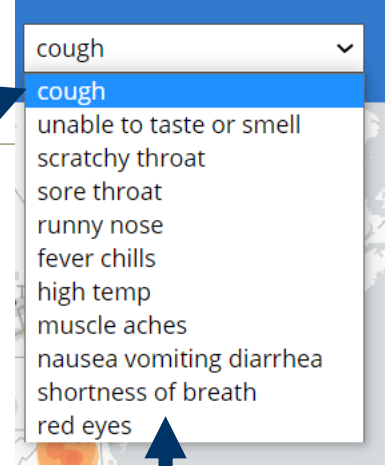 cough
cough
unable to taste or smell
scratchy throat
sore throat
runny nose
fever chills
high temp
muscle aches
nausea vomiting diarrhea
shortness of breath
red eyes